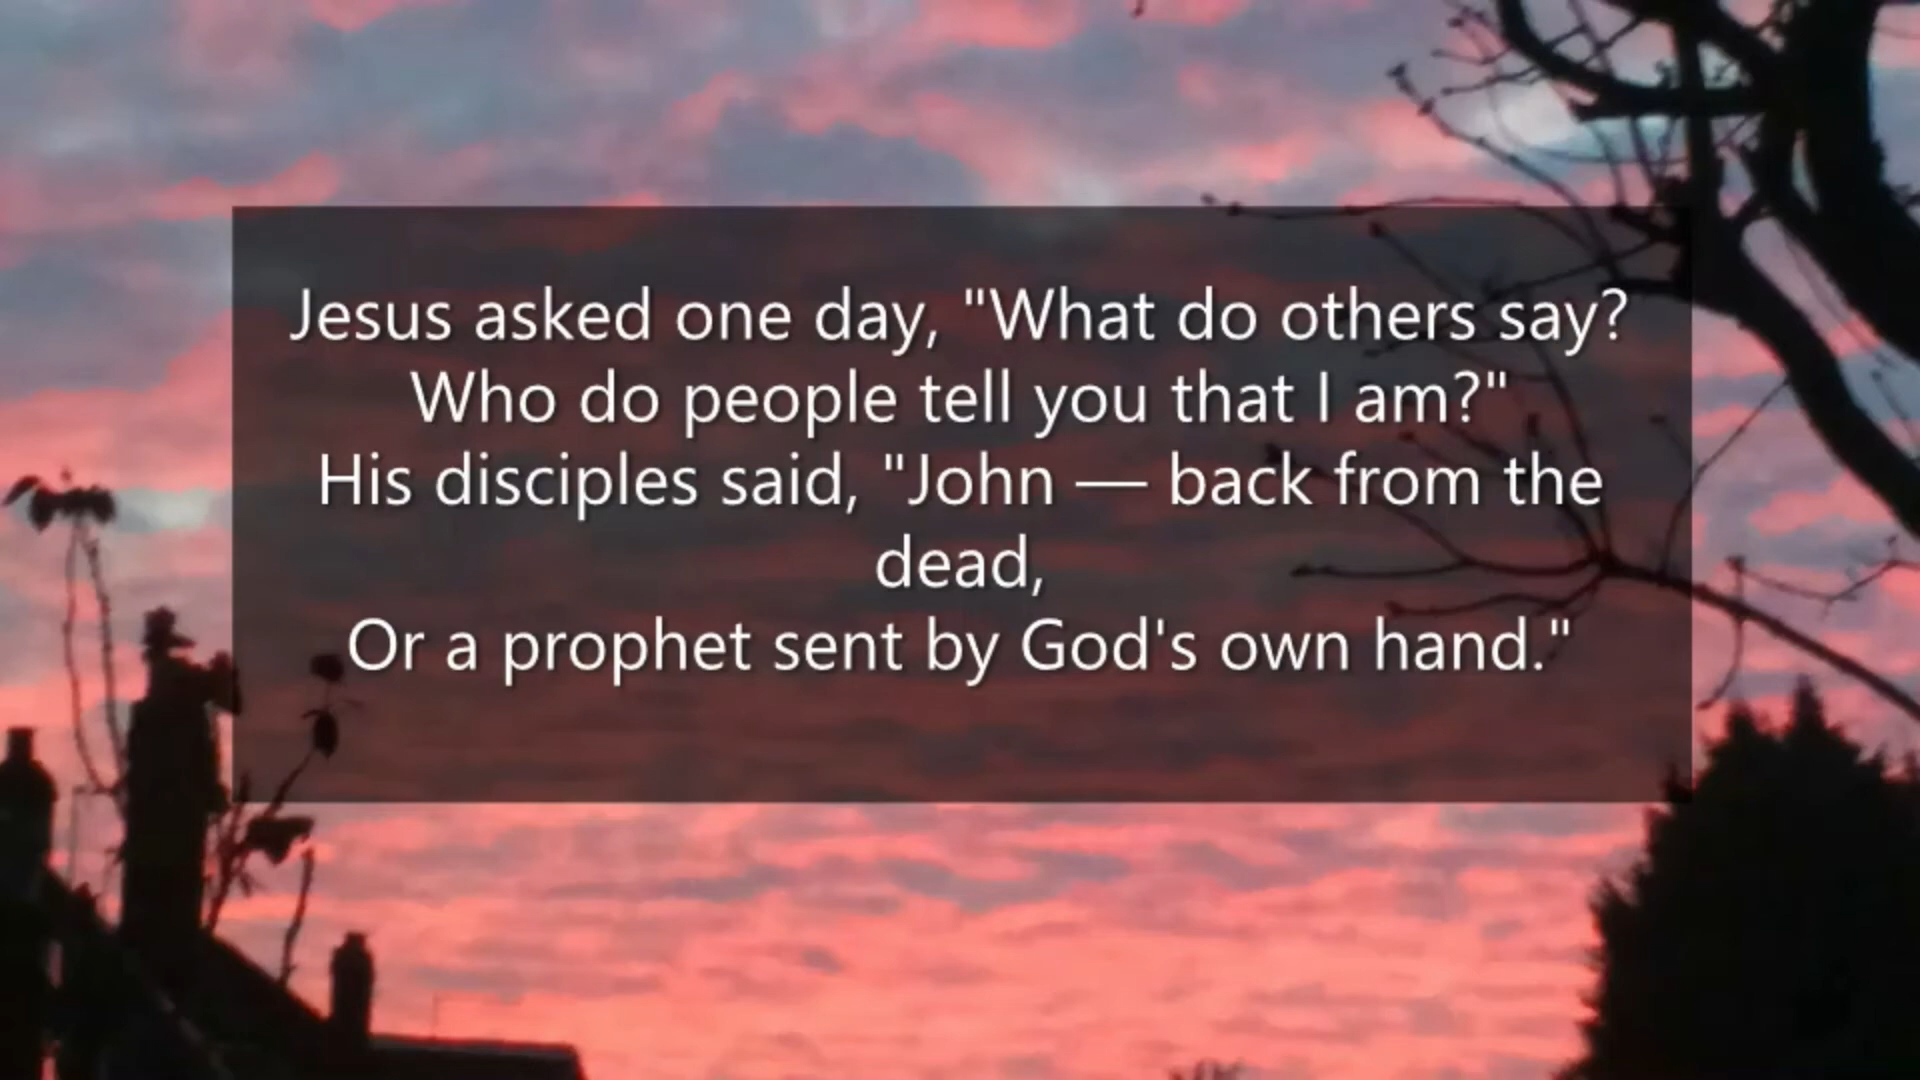 Jesus asked one day, "What do others say?
Who do people tell you that I am?"
His disciples said, "John — back from the
dead,
Or a prophet sent by God's own hand."